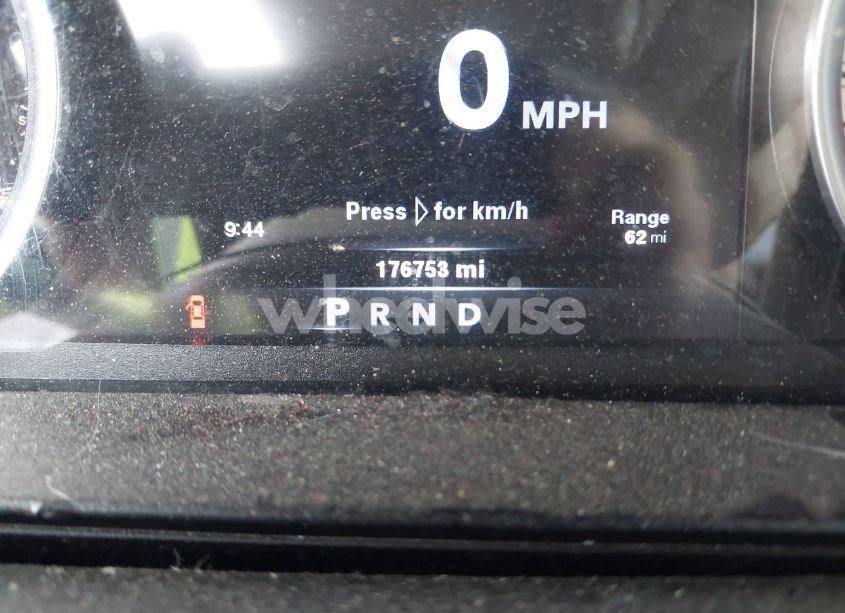 0 MPH
Press ▷ for km/h
9:44
Range
62 mi
176753 mi
P R N D
wheelwise